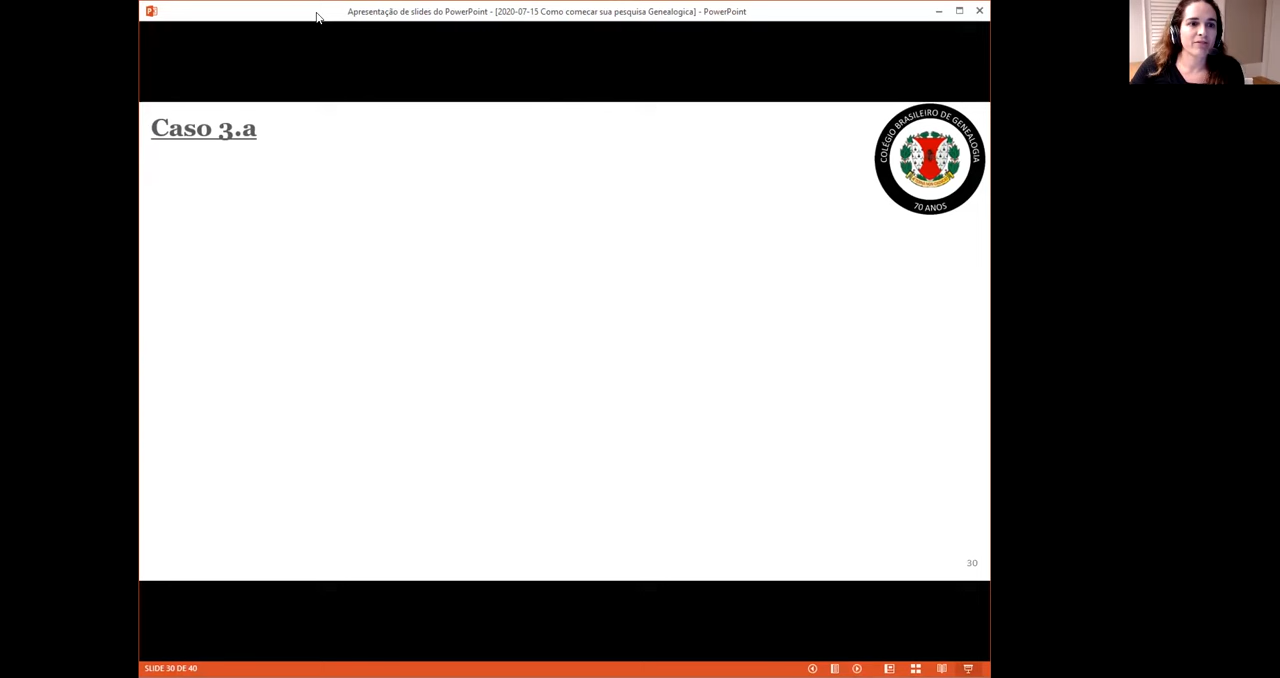 Apresentação de slides do PowerPoint - [2020-07-15 Como comecar sua pesquisa Genealogica] - PowerPoint
Caso 3.a
COLÉGIO BRASILEIRO DE GENEALOGIA
70 ANOS
30
SLIDE 30 DE 40